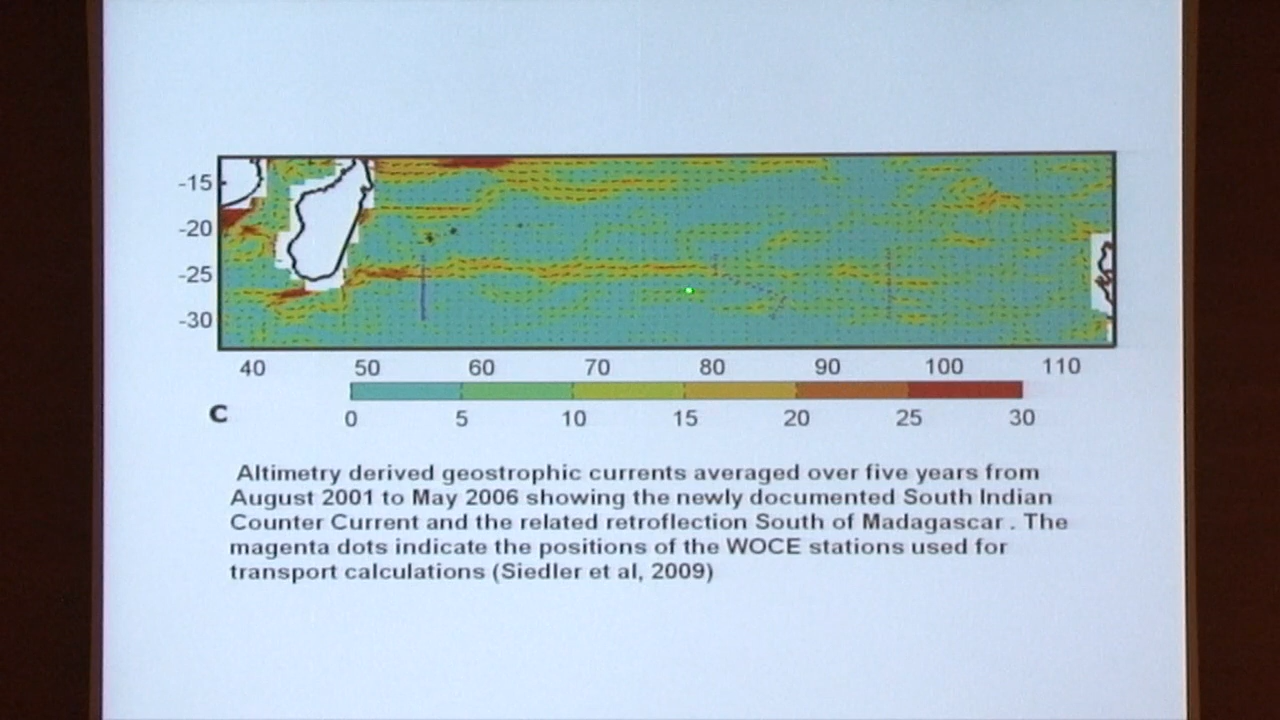 -15
-20
-25
-30
40 50 60 70 80 90 100 110
C
0 5 10 15 20 25 30
Altimetry derived geostrophic currents averaged over five years from
August 2001 to May 2006 showing the newly documented South Indian
Counter Current and the related retroflection South of Madagascar . The
magenta dots indicate the positions of the WOCE stations used for
transport calculations (Siedler et al, 2009)